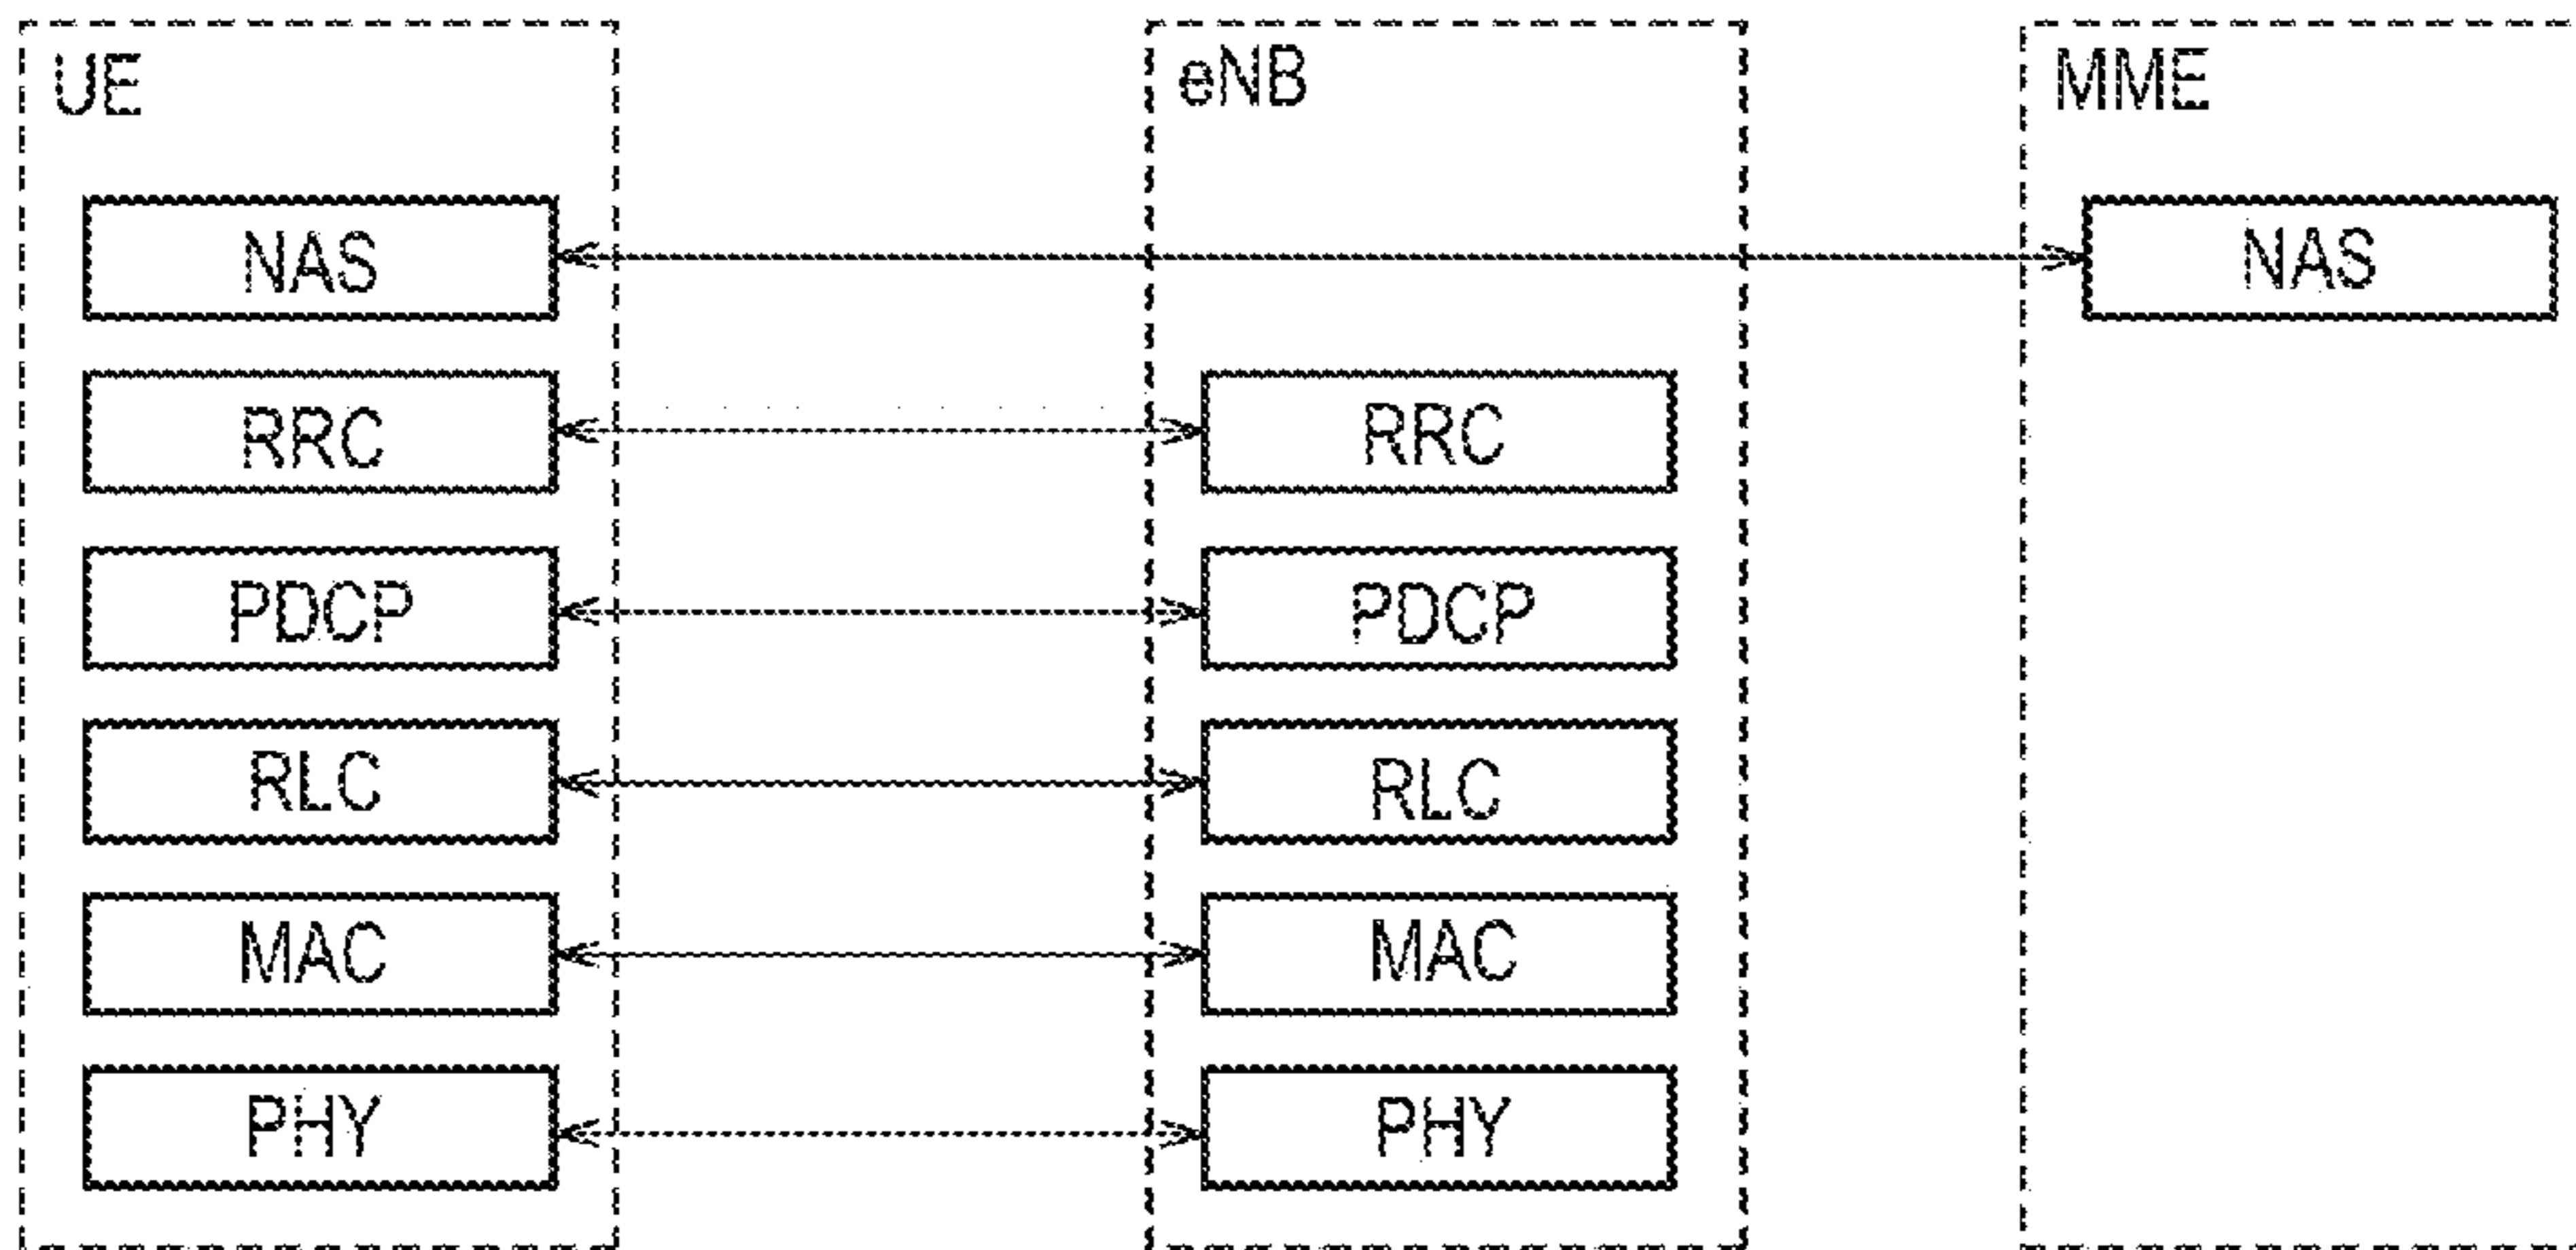 UE
eNB
MME
NAS
NAS
RRC
RRC
PDCP
PDCP
RLC
RLC
MAC
MAC
PHY
PHY